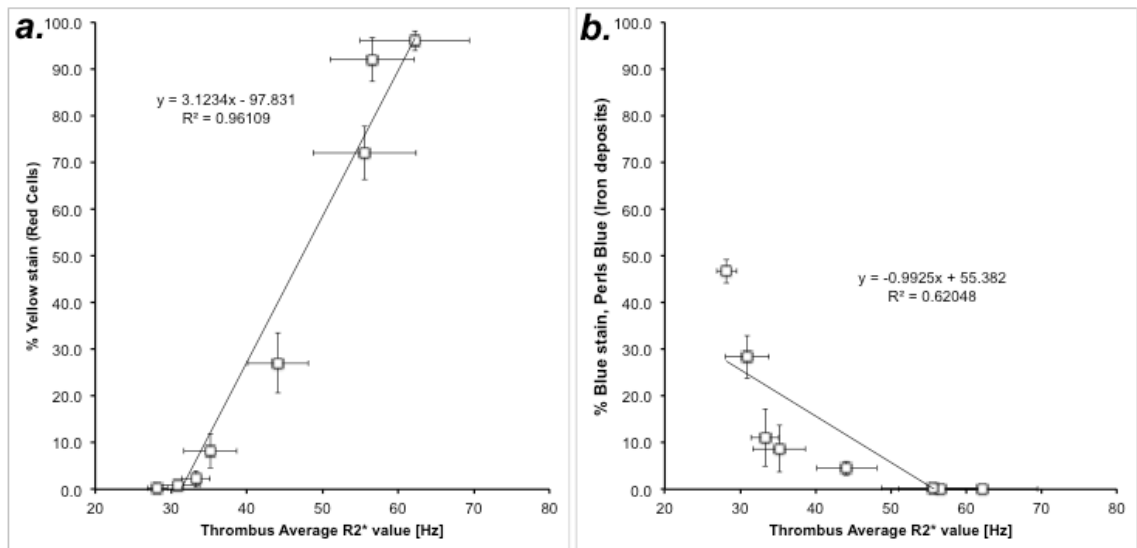 a.
% Yellow stain (Red Cells)
100.0
90.0
80.0
70.0
60.0
50.0
40.0
30.0
20.0
10.0
0.0
y = 3.1234x - 97.831
R² = 0.96109
20 30 40 50 60 70 80
Thrombus Average R2* value [Hz]
b.
% Blue stain, Perls Blue (Iron deposits)
100.0
90.0
80.0
70.0
60.0
50.0
40.0
30.0
20.0
10.0
0.0
y = -0.9925x + 55.382
R² = 0.62048
20 30 40 50 60 70 80
Thrombus Average R2* value [Hz]